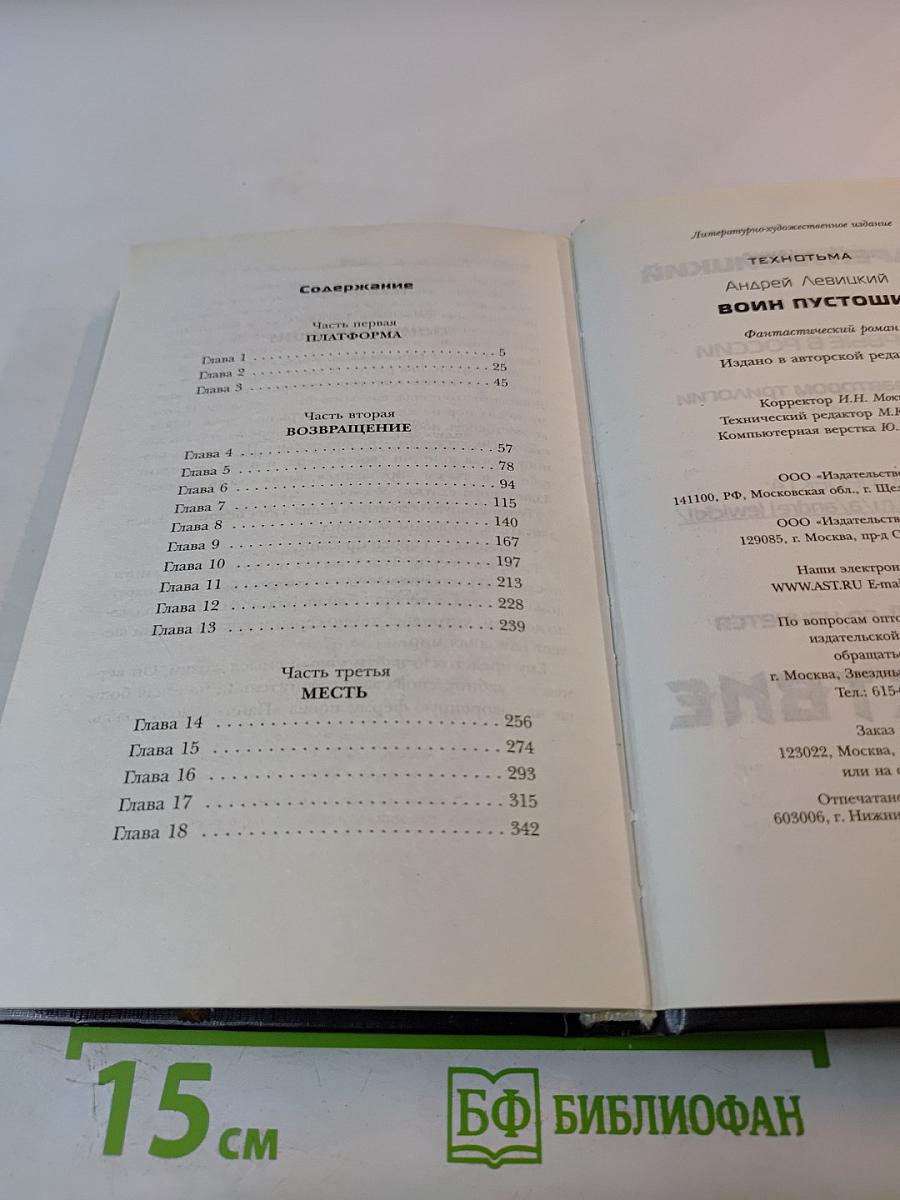 Содержание
Часть первая
ПЛАТФОРМА
Глава 1 . . . . . . . . . . . . . . . . . . . . . . . . . . . . 5
Глава 2 . . . . . . . . . . . . . . . . . . . . . . . . . . . . 25
Глава 3 . . . . . . . . . . . . . . . . . . . . . . . . . . . . 45
Часть вторая
ВОЗВРАЩЕНИЕ
Глава 4 . . . . . . . . . . . . . . . . . . . . . . . . . . . . 57
Глава 5 . . . . . . . . . . . . . . . . . . . . . . . . . . . . 78
Глава 6 . . . . . . . . . . . . . . . . . . . . . . . . . . . . 94
Глава 7 . . . . . . . . . . . . . . . . . . . . . . . . . . . . 115
Глава 8 . . . . . . . . . . . . . . . . . . . . . . . . . . . . 140
Глава 9 . . . . . . . . . . . . . . . . . . . . . . . . . . . . 167
Глава 10 . . . . . . . . . . . . . . . . . . . . . . . . . . . 197
Глава 11 . . . . . . . . . . . . . . . . . . . . . . . . . . . 213
Глава 12 . . . . . . . . . . . . . . . . . . . . . . . . . . . 228
Глава 13 . . . . . . . . . . . . . . . . . . . . . . . . . . . 239
Часть третья
МЕСТЬ
Глава 14 . . . . . . . . . . . . . . . . . . . . . . . . . . . 256
Глава 15 . . . . . . . . . . . . . . . . . . . . . . . . . . . 274
Глава 16 . . . . . . . . . . . . . . . . . . . . . . . . . . . 293
Глава 17 . . . . . . . . . . . . . . . . . . . . . . . . . . . 315
Глава 18 . . . . . . . . . . . . . . . . . . . . . . . . . . . 342
Литературно-художественное издание
ТЕХНОТЬМА
Андрей Левицкий
ВОИН ПУСТОШИ
Фантастический роман
Издано в авторской реда
Корректор И.Н. Мок
Технический редактор М.
Компьютерная верстка Ю.
ООО «Издательство
141100, РФ, Московская обл., г. Щел
ООО «Издательств
129085, г. Москва, пр-д
Наши электрон
WWW.AST.RU E-mai
По вопросам опто
издательской
обращать
г. Москва, Звездны
Тел.: 615-
Заказ
123022, Москва,
или на
Отпечатано
603006, г. Нижни
15 см
БФ БИБЛИОФАН